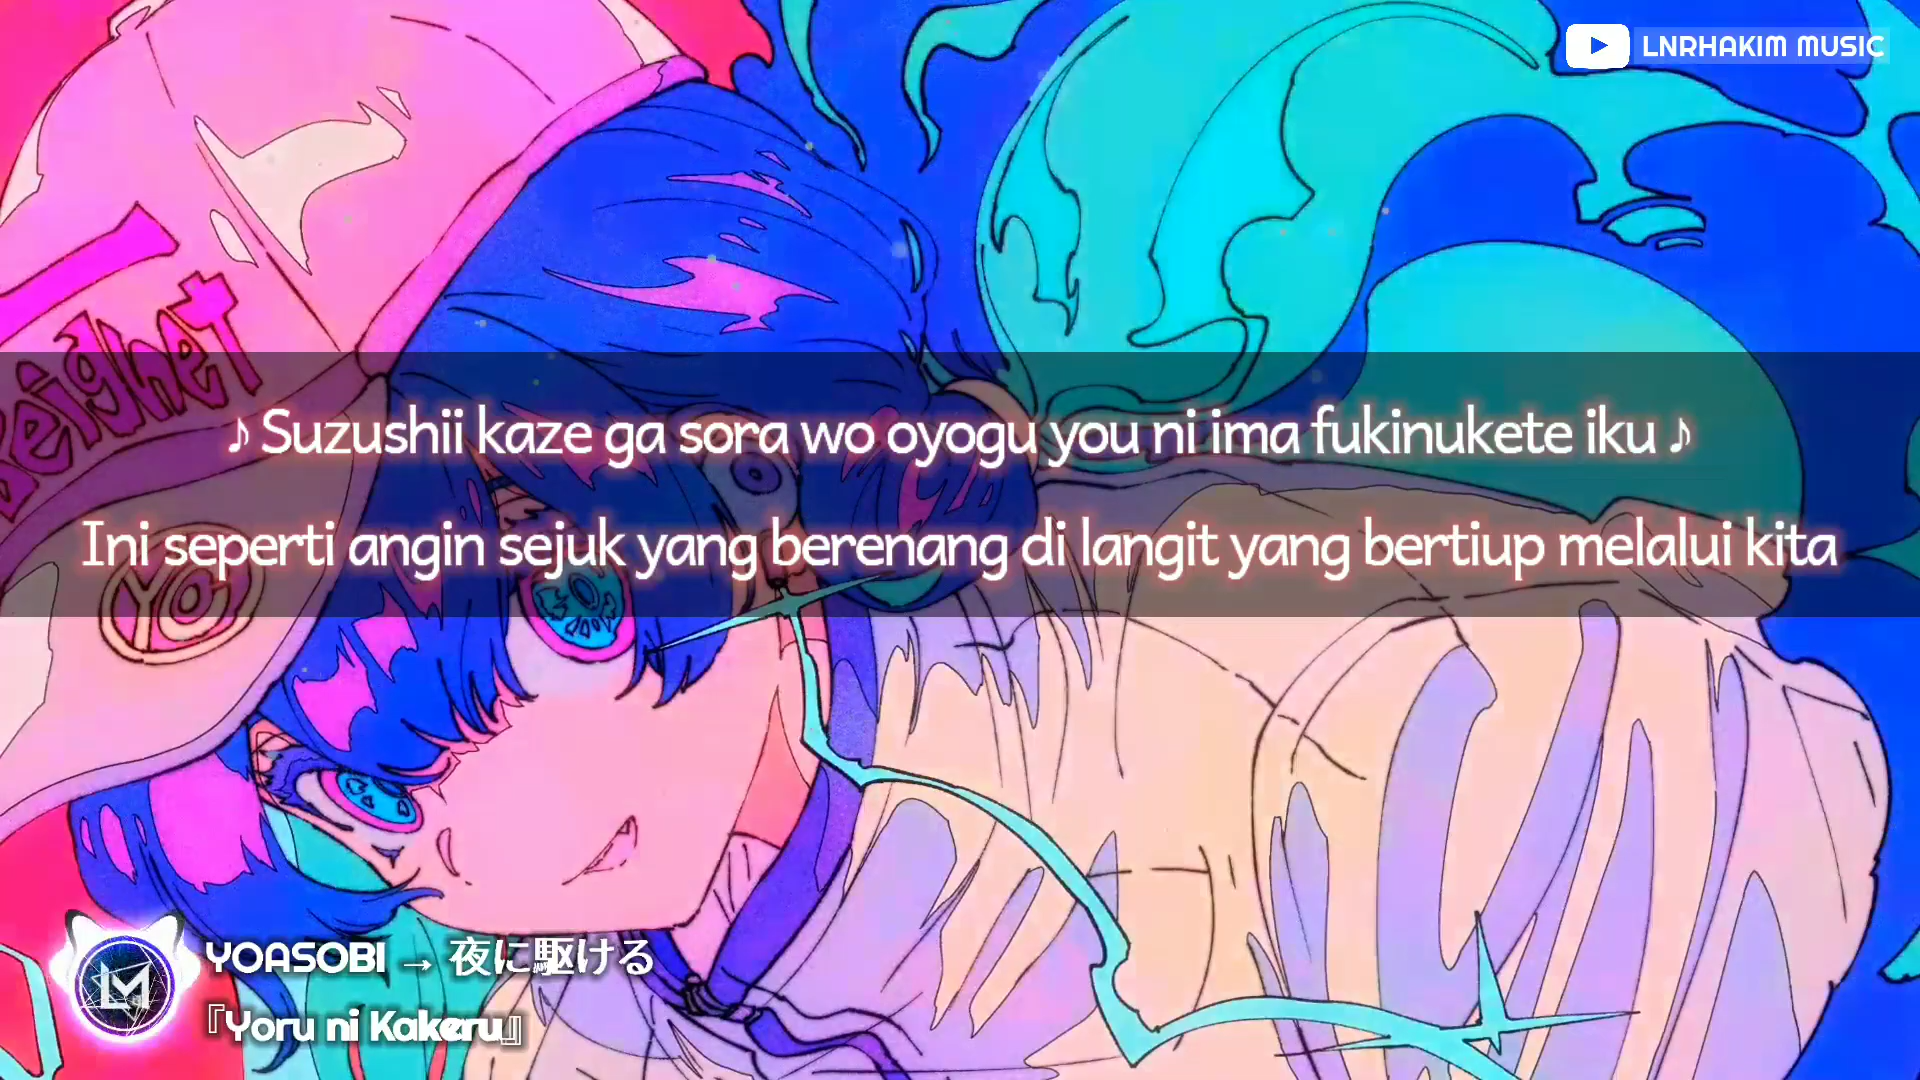 LNRHAKIM MUSIC
Beignet
♪ Suzushii kaze ga sora wo oyogu you ni ima fukinukete iku ♪
Ini seperti angin sejuk yang berenang di langit yang bertiup melalui kita
YOASOBI → 夜に駆ける
『Yoru ni Kakeru』